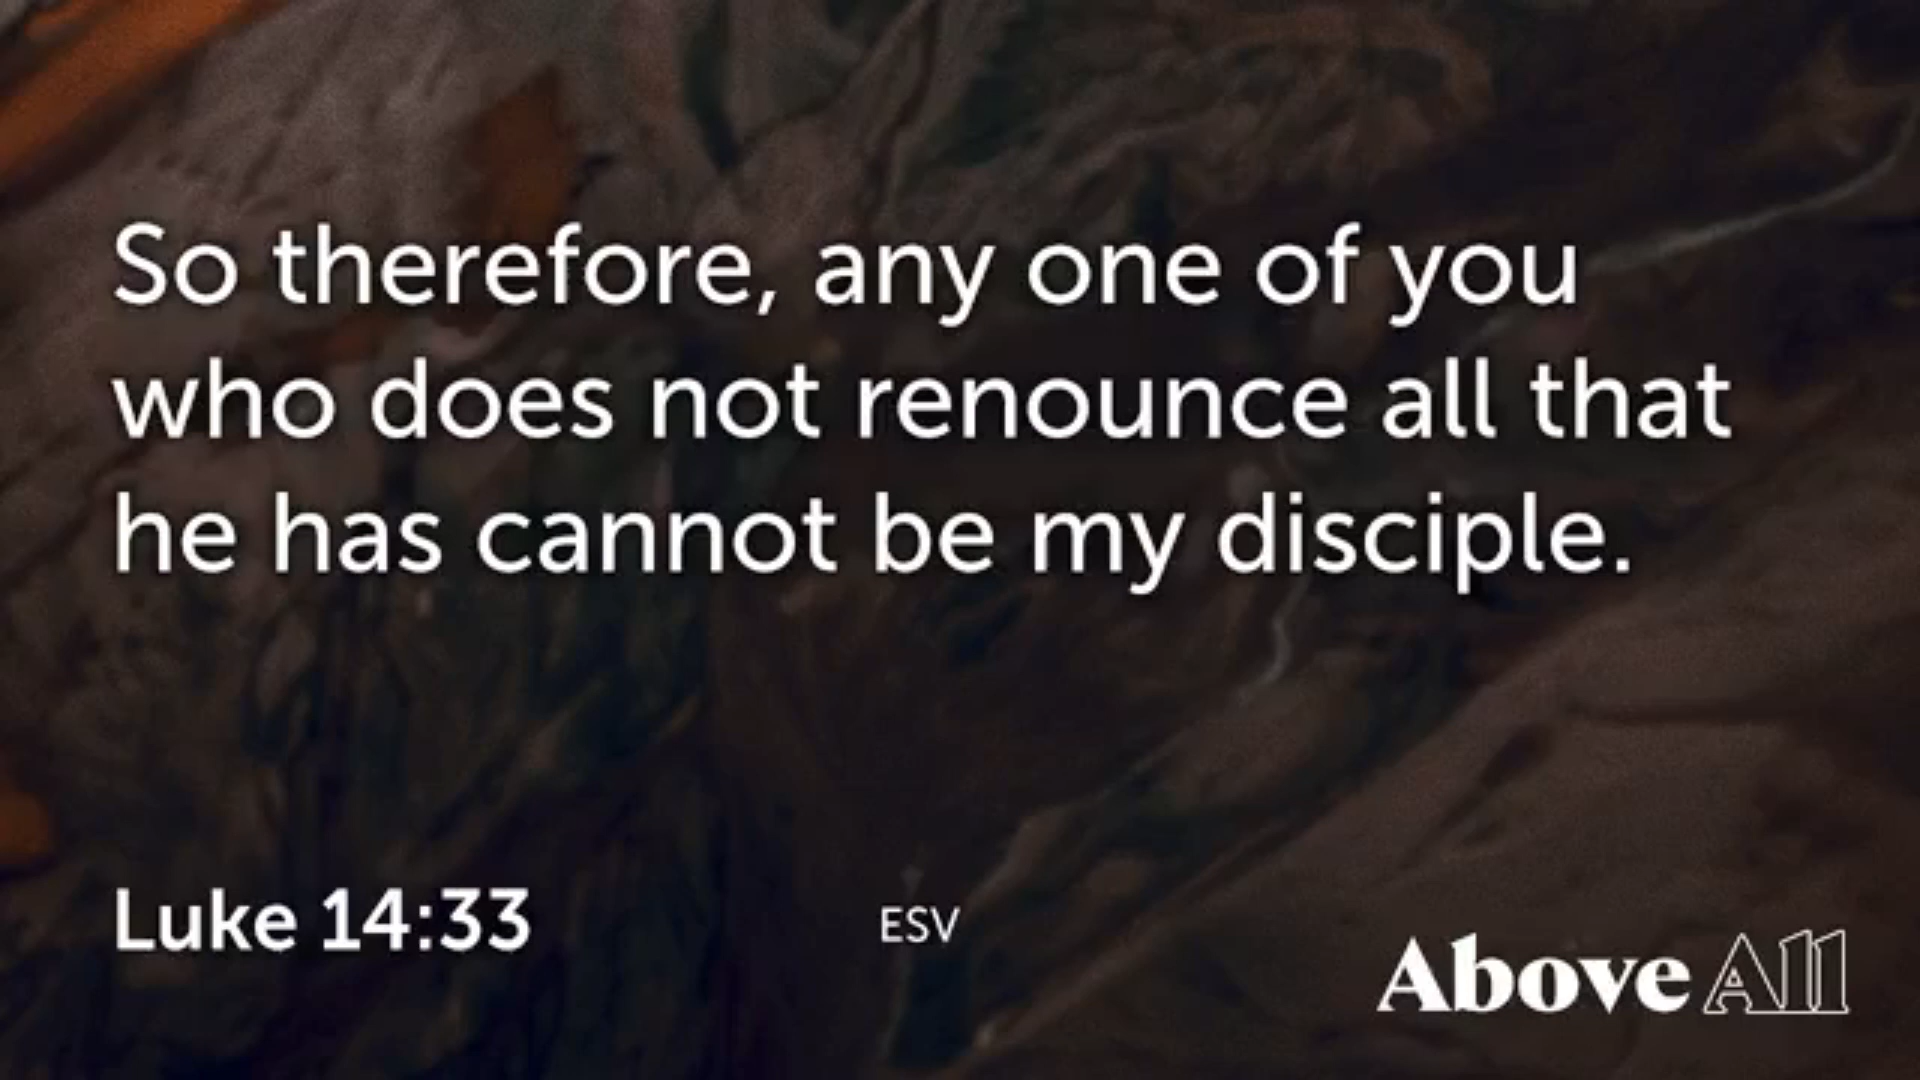 So therefore, any one of you
who does not renounce all that
he has cannot be my disciple.
Luke 14:33
ESV
Above All